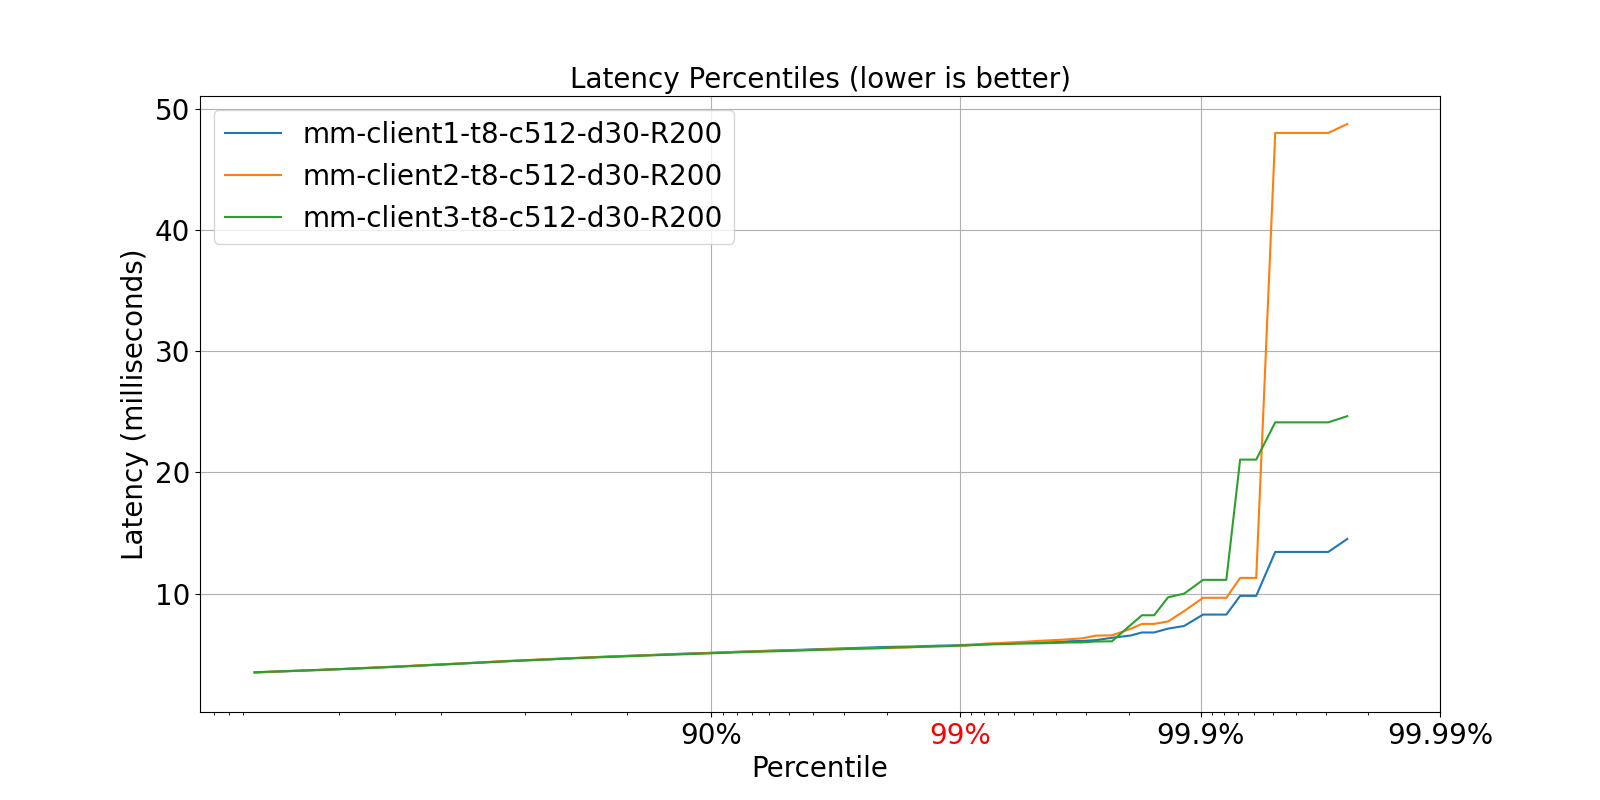 Latency Percentiles (lower is better)
50
40
30
20
10
Latency (milliseconds)
mm-client1-t8-c512-d30-R200
mm-client2-t8-c512-d30-R200
mm-client3-t8-c512-d30-R200
90%
99%
99.9%
99.99%
Percentile